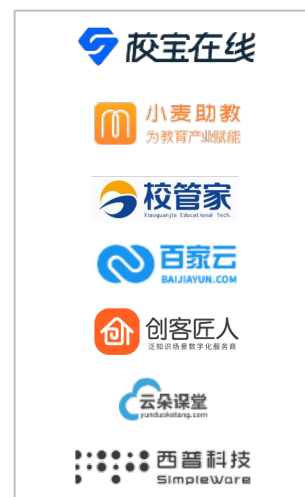 校宝在线
小麦助教
为教育产业赋能
校管家
Xiaoguanjia Educational Tech.
百家云
BAIJIAYUN.COM
创客匠人
泛知识场景数字化服务商
云朵课堂
yunduoketang.com
西普科技
SimpleWare